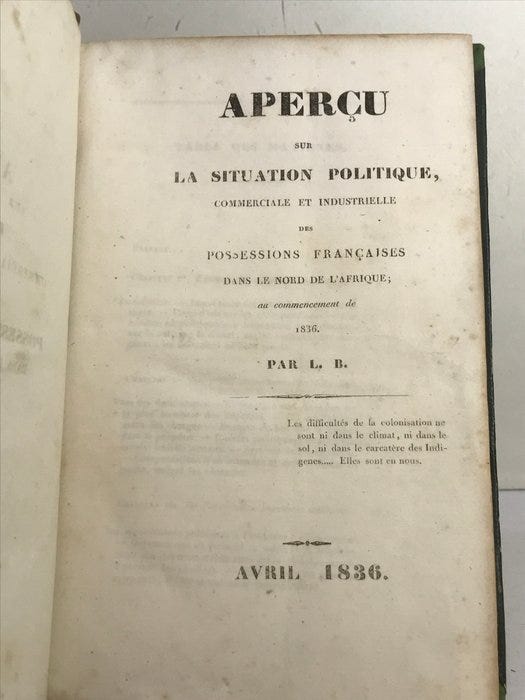 APERÇU
SUR
LA SITUATION POLITIQUE,
COMMERCIALE ET INDUSTRIELLE
DES
POSSESSIONS FRANÇAISES
DANS LE NORD DE L'AFRIQUE;
au commencement de
1836.
PAR L. B.
Les difficultés de la colonisation ne
sont ni dans le climat, ni dans le
sol, ni dans le carcatère des Indi-
gènes..... Elles sont en nous.
AVRIL 1836.